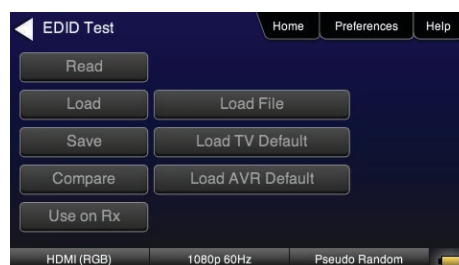 EDID Test Home Preferences Help
Read
Load Load File
Save Load TV Default
Compare Load AVR Default
Use on Rx
HDMI (RGB) 1080p 60Hz Pseudo Random